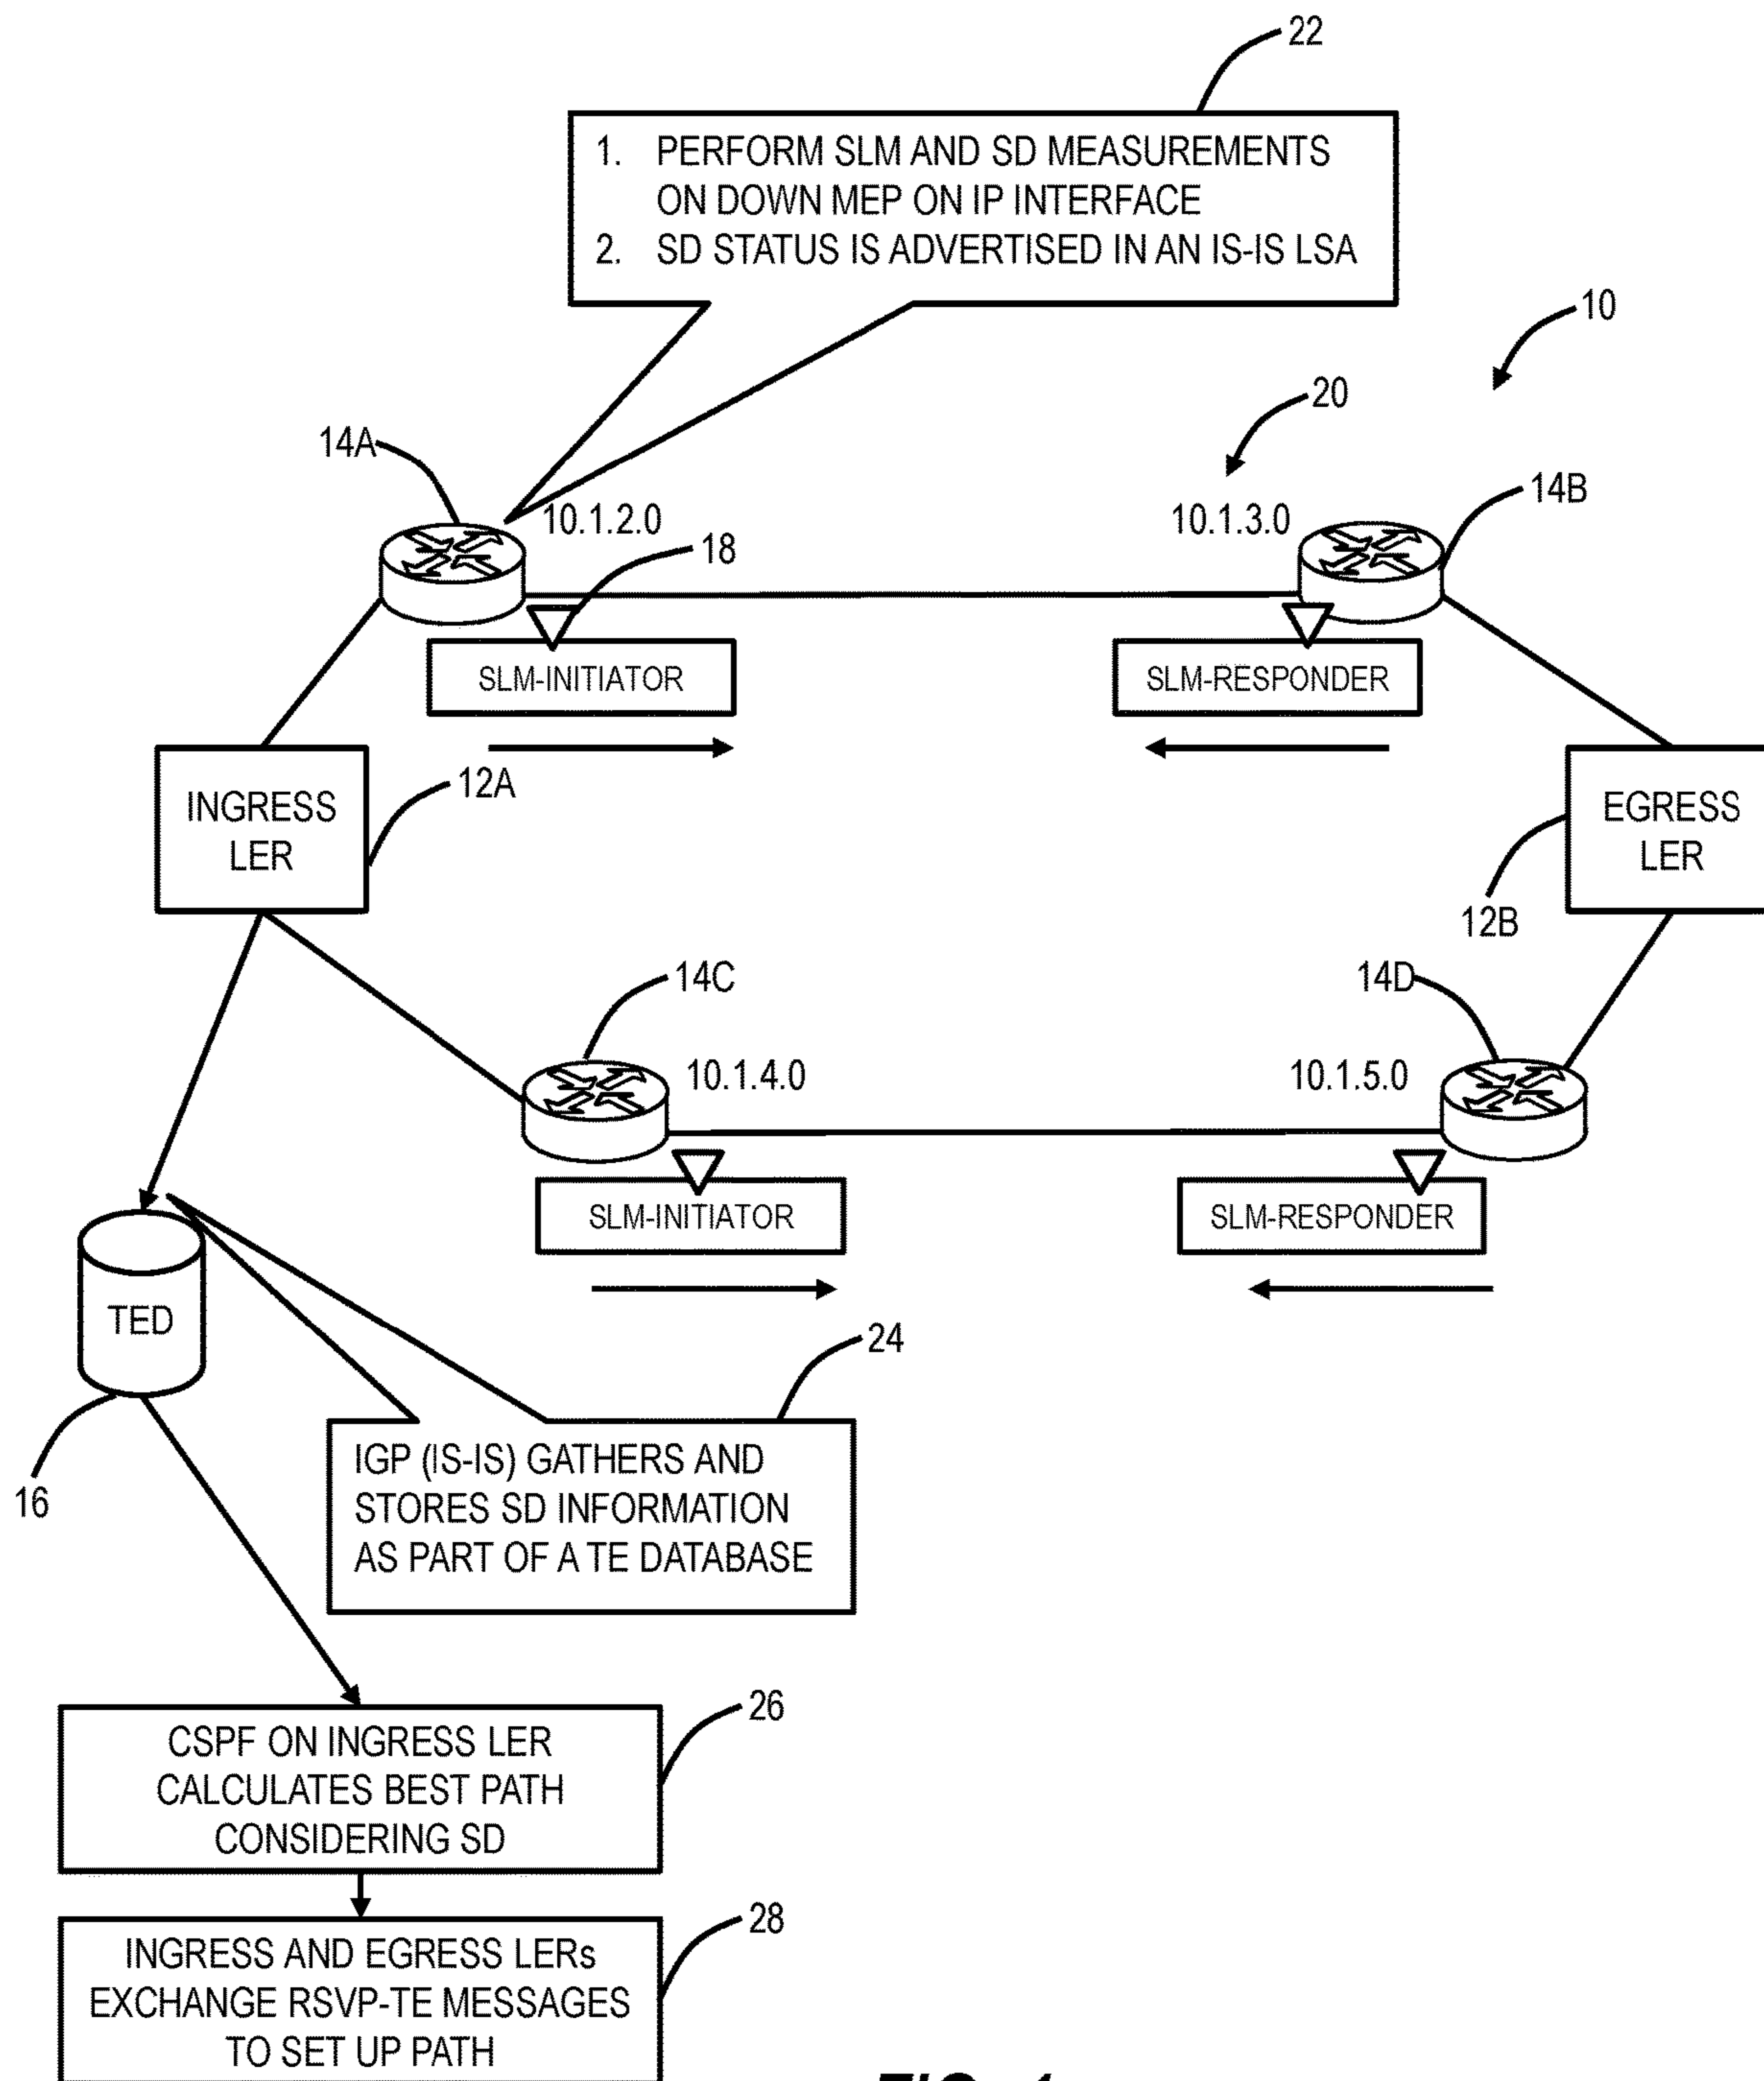 22
1. PERFORM SLM AND SD MEASUREMENTS
ON DOWN MEP ON IP INTERFACE
2. SD STATUS IS ADVERTISED IN AN IS-IS LSA
10
20
14A
14B
10.1.2.0
10.1.3.0
18
SLM-INITIATOR
SLM-RESPONDER
12A
INGRESS
LER
EGRESS
LER
12B
14C
14D
10.1.4.0
10.1.5.0
SLM-INITIATOR
SLM-RESPONDER
TED
16
24
IGP (IS-IS) GATHERS AND
STORES SD INFORMATION
AS PART OF A TE DATABASE
26
CSPF ON INGRESS LER
CALCULATES BEST PATH
CONSIDERING SD
28
INGRESS AND EGRESS LERs
EXCHANGE RSVP-TE MESSAGES
TO SET UP PATH